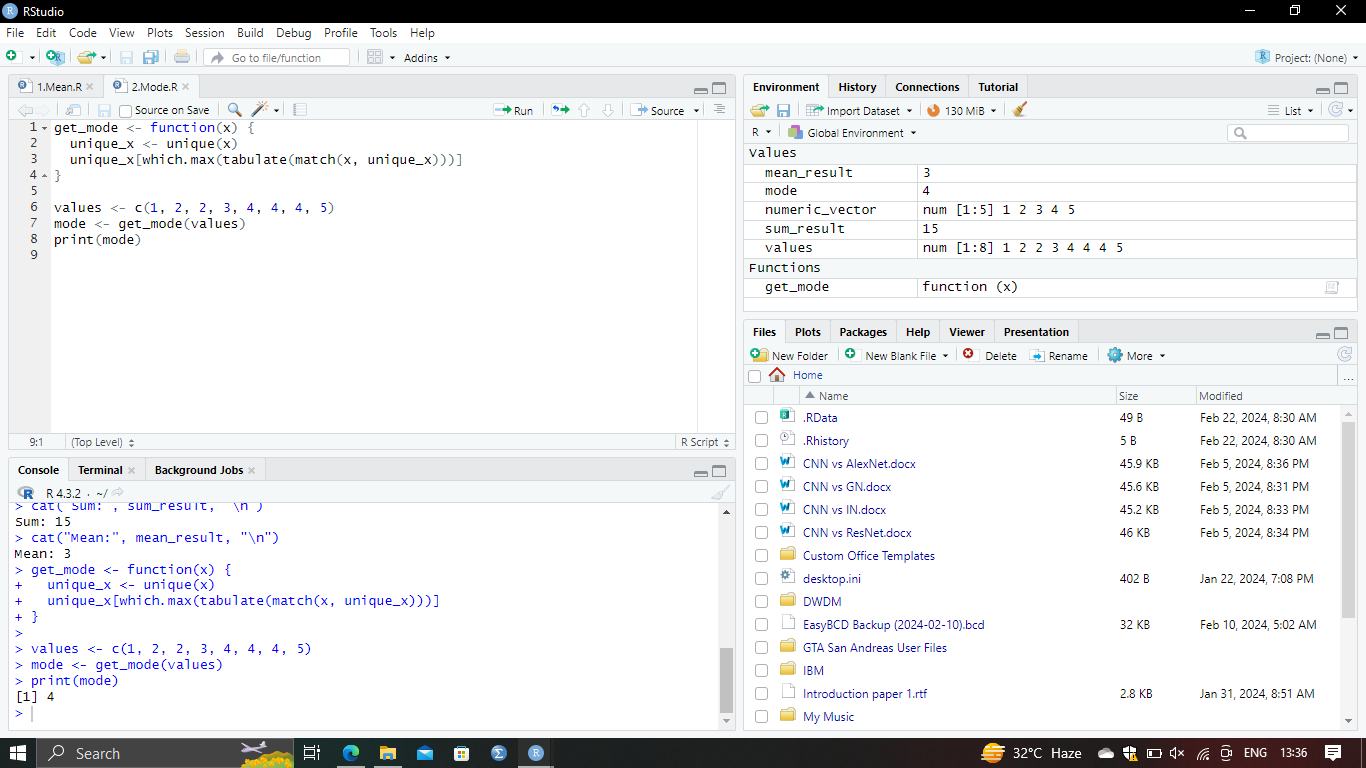 RStudio
File Edit Code View Plots Session Build Debug Profile Tools Help
Go to file/function Addins Project: (None)
1.Mean.R 2.Mode.R
Source on Save Run Source
1 get_mode <- function(x) {
2   unique_x <- unique(x)
3   unique_x[which.max(tabulate(match(x, unique_x)))]
4 }
5
6 values <- c(1, 2, 2, 3, 4, 4, 4, 5)
7 mode <- get_mode(values)
8 print(mode)
9
9:1 (Top Level) R Script
Console Terminal Background Jobs
R 4.3.2 . ~/
> cat("Sum:", sum_result, "\n")
Sum: 15
> cat("Mean:", mean_result, "\n")
Mean: 3
> get_mode <- function(x) {
+   unique_x <- unique(x)
+   unique_x[which.max(tabulate(match(x, unique_x)))]
+ }
>
> values <- c(1, 2, 2, 3, 4, 4, 4, 5)
> mode <- get_mode(values)
> print(mode)
[1] 4
>
Environment History Connections Tutorial
Import Dataset 130 MiB List
R Global Environment
Values
mean_result 3
mode 4
numeric_vector num [1:5] 1 2 3 4 5
sum_result 15
values num [1:8] 1 2 2 3 4 4 4 5
Functions
get_mode function (x)
Files Plots Packages Help Viewer Presentation
New Folder New Blank File Delete Rename More
Home ...
Name Size Modified
.RData 49 B Feb 22, 2024, 8:30 AM
.Rhistory 5 B Feb 22, 2024, 8:30 AM
CNN vs AlexNet.docx 45.9 KB Feb 5, 2024, 8:36 PM
CNN vs GN.docx 45.6 KB Feb 5, 2024, 8:31 PM
CNN vs IN.docx 45.2 KB Feb 5, 2024, 8:33 PM
CNN vs ResNet.docx 46 KB Feb 5, 2024, 8:34 PM
Custom Office Templates
desktop.ini 402 B Jan 22, 2024, 7:08 PM
DWDM
EasyBCD Backup (2024-02-10).bcd 32 KB Feb 10, 2024, 5:02 AM
GTA San Andreas User Files
IBM
Introduction paper 1.rtf 2.8 KB Jan 31, 2024, 8:51 AM
My Music
Search 32°C Haze ENG 13:36